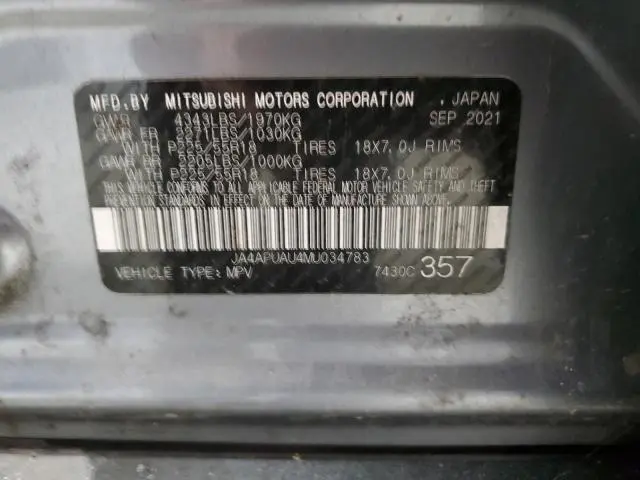 MFD.BY MITSUBISHI MOTORS CORPORATION , JAPAN
GVWR 4343LBS/1970KG SEP 2021
GAWR FR 2271LBS/1030KG
WITH P225/55R18 TIRES 18X7.0J RIMS
GAWR RR 2205LBS/1000KG
WITH P225/55R18 TIRES 18X7.0J RIMS
THIS VEHICLE CONFORMS TO ALL APPLICABLE FEDERAL MOTOR VEHICLE SAFETY AND THEFT
PREVENTION STANDARDS IN EFFECT ON THE DATE OF MANUFACTURE SHOWN ABOVE.
JA4APUAU4MU034783
VEHICLE TYPE: MPV 7430C 357